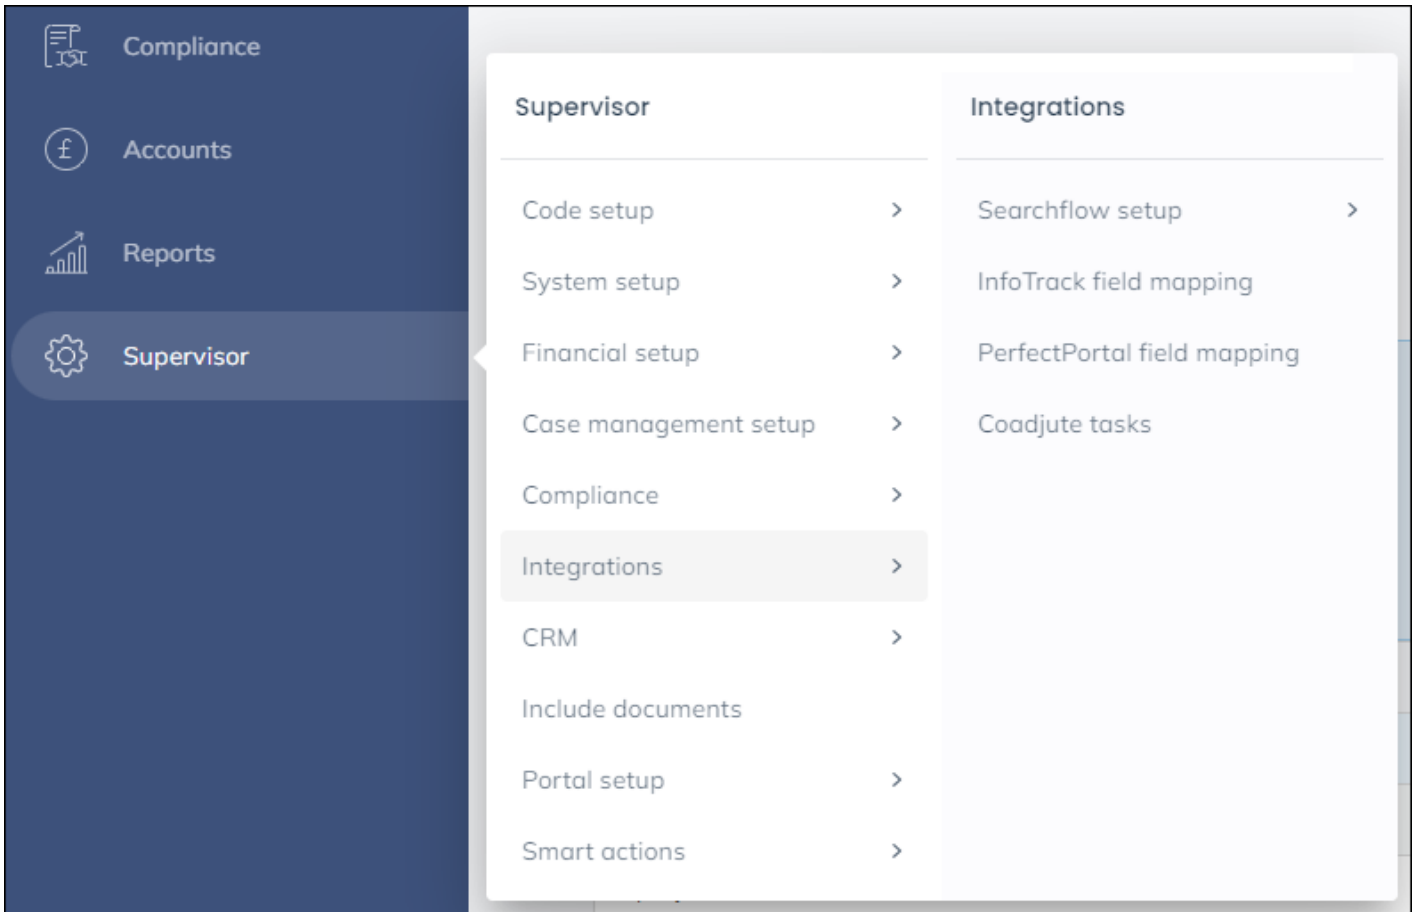 Compliance
Accounts
Reports
Supervisor
Supervisor
Code setup
System setup
Financial setup
Case management setup
Compliance
Integrations
CRM
Include documents
Portal setup
Smart actions
Integrations
Searchflow setup
InfoTrack field mapping
PerfectPortal field mapping
Coadjute tasks